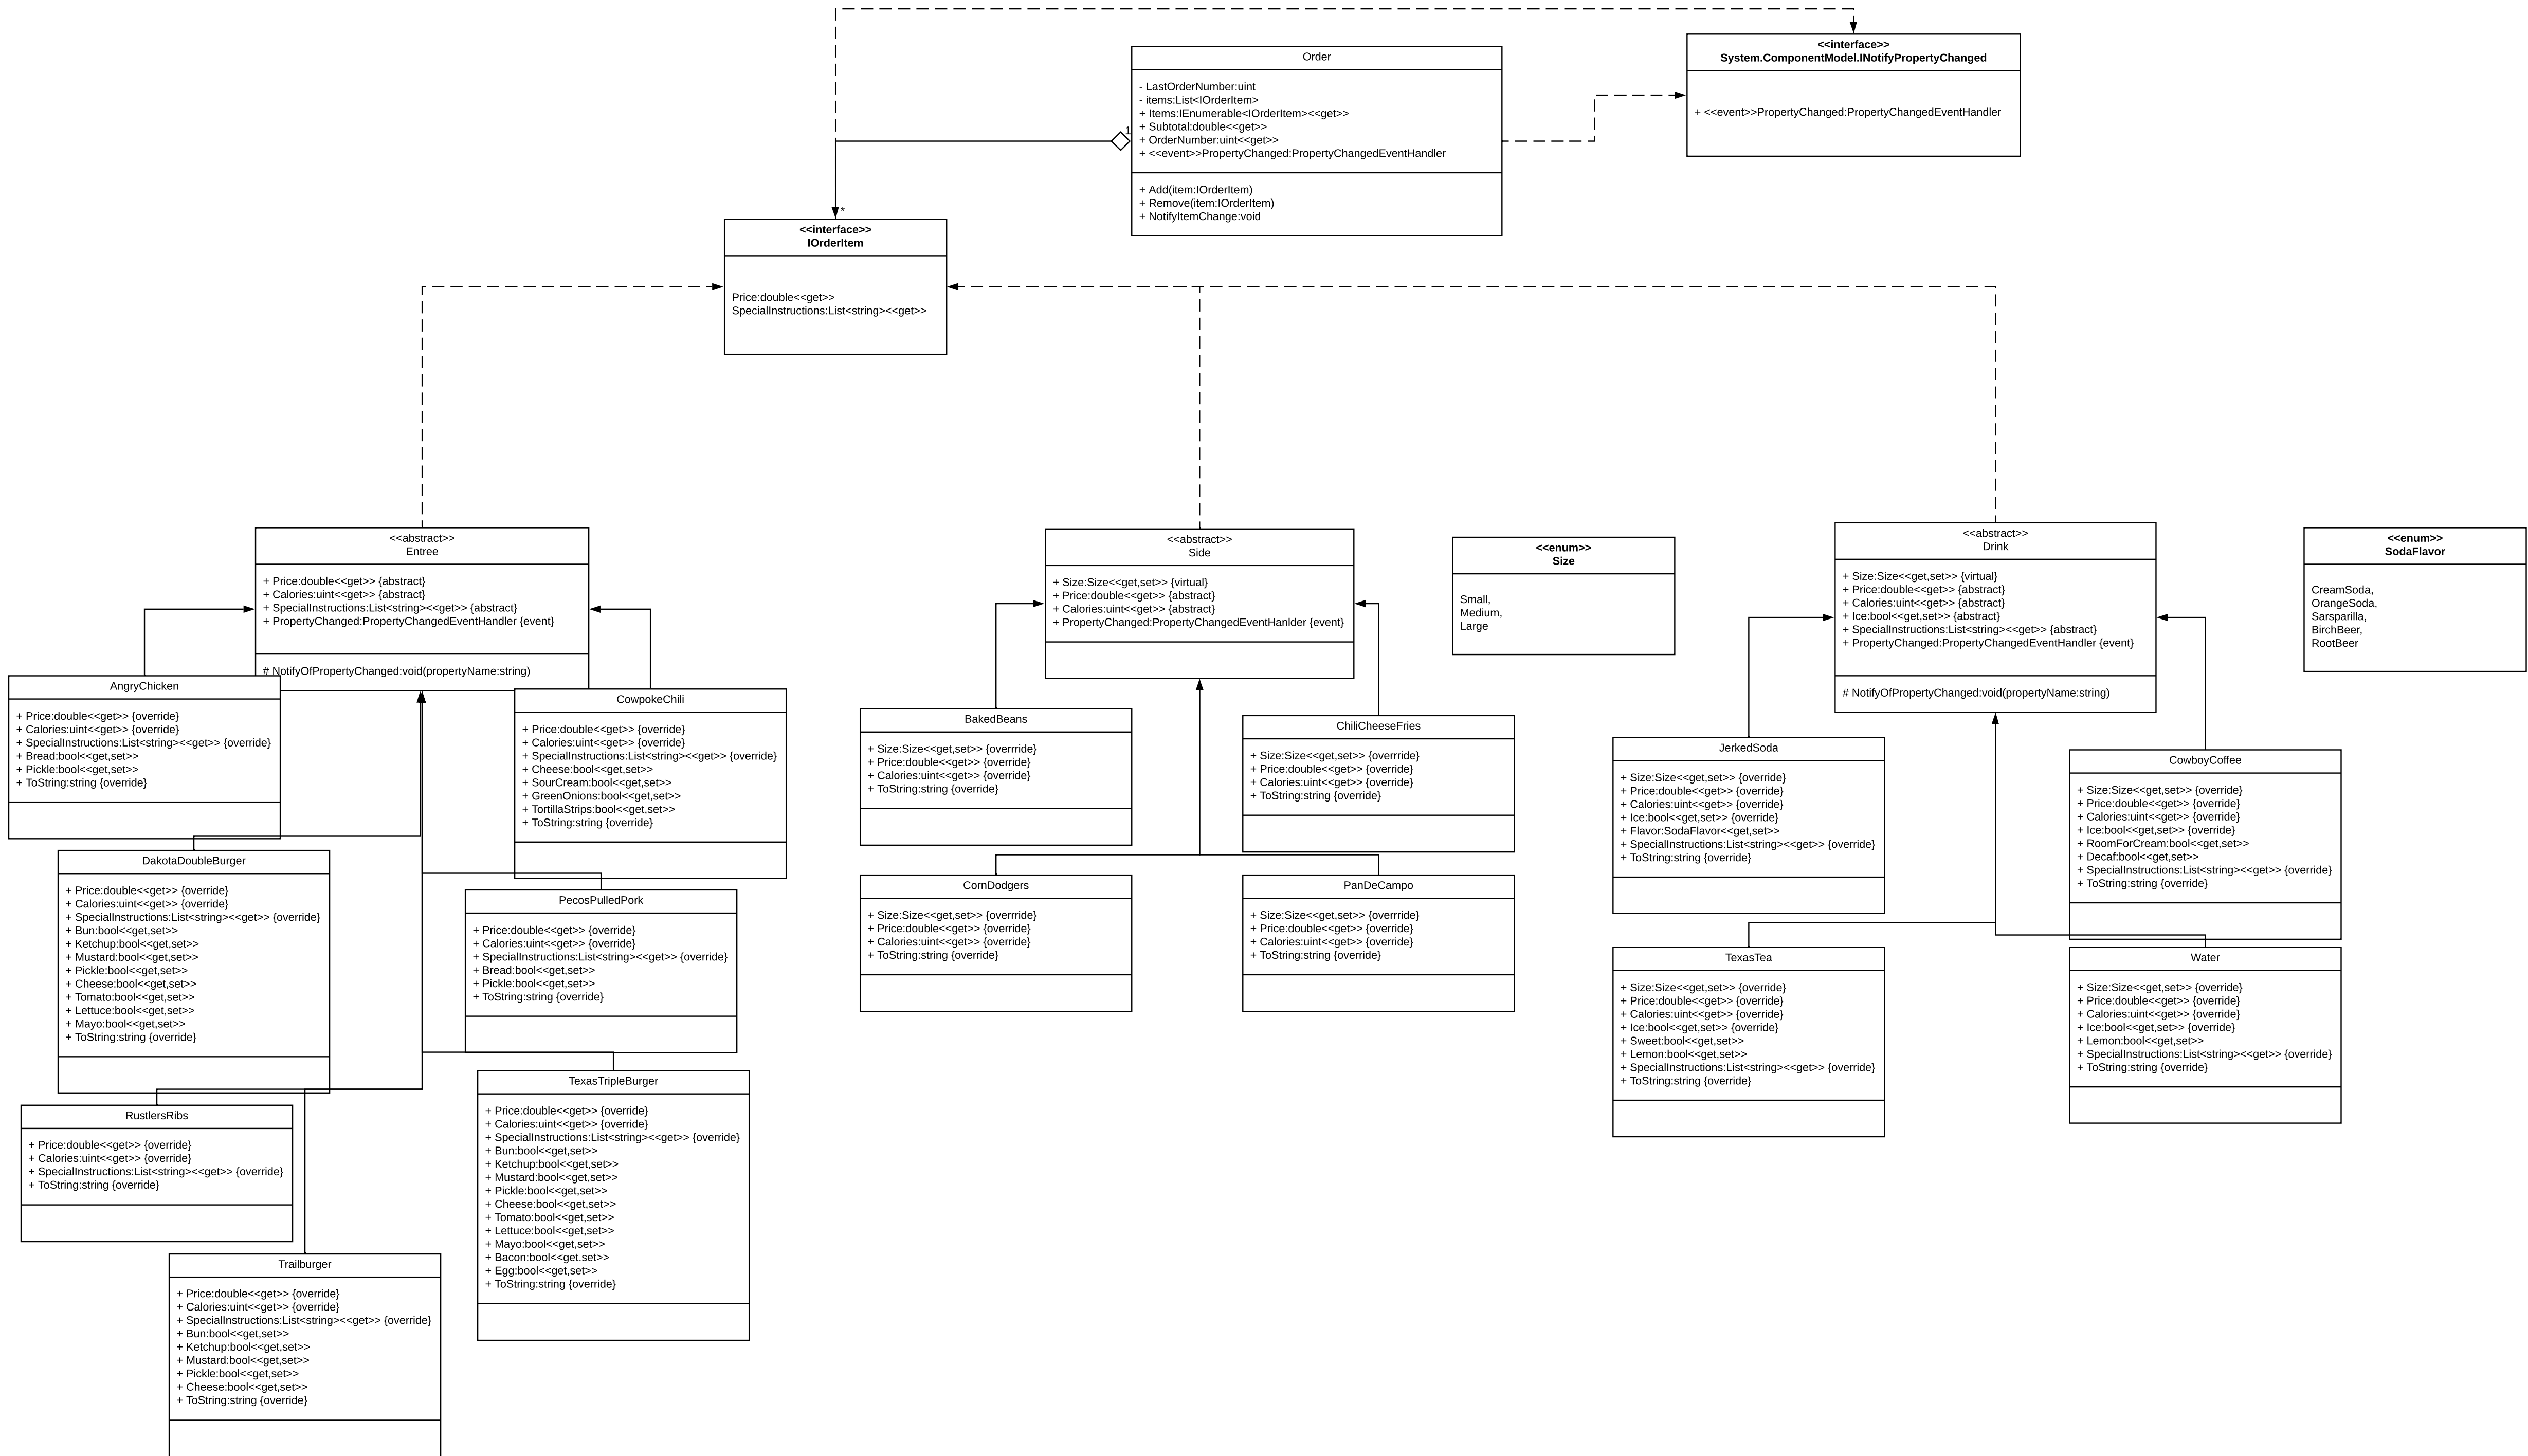 <<interface>>
System.ComponentModel.INotifyPropertyChanged
+ <<event>>PropertyChanged:PropertyChangedEventHandler
Order
- LastOrderNumber:uint
- items:List<IOrderItem>
+ Items:IEnumerable<IOrderItem><<get>>
+ Subtotal:double<<get>>
+ OrderNumber:uint<<get>>
+ <<event>>PropertyChanged:PropertyChangedEventHandler
+ Add(item:IOrderItem)
+ Remove(item:IOrderItem)
+ NotifyItemChange:void
1
*
<<interface>>
IOrderItem
Price:double<<get>>
SpecialInstructions:List<string><<get>>
<<abstract>>
Entree
+ Price:double<<get>> {abstract}
+ Calories:uint<<get>> {abstract}
+ SpecialInstructions:List<string><<get>> {abstract}
+ PropertyChanged:PropertyChangedEventHandler {event}
# NotifyOfPropertyChanged:void(propertyName:string)
<<abstract>>
Side
+ Size:Size<<get,set>> {virtual}
+ Price:double<<get>> {abstract}
+ Calories:uint<<get>> {abstract}
+ PropertyChanged:PropertyChangedEventHanlder {event}
<<enum>>
Size
Small,
Medium,
Large
<<abstract>>
Drink
+ Size:Size<<get,set>> {virtual}
+ Price:double<<get>> {abstract}
+ Calories:uint<<get>> {abstract}
+ Ice:bool<<get,set>> {abstract}
+ SpecialInstructions:List<string><<get>> {abstract}
+ PropertyChanged:PropertyChangedEventHandler {event}
# NotifyOfPropertyChanged:void(propertyName:string)
<<enum>>
SodaFlavor
CreamSoda,
OrangeSoda,
Sarsparilla,
BirchBeer,
RootBeer
AngryChicken
+ Price:double<<get>> {override}
+ Calories:uint<<get>> {override}
+ SpecialInstructions:List<string><<get>> {override}
+ Bread:bool<<get,set>>
+ Pickle:bool<<get,set>>
+ ToString:string {override}
CowpokeChili
+ Price:double<<get>> {override}
+ Calories:uint<<get>> {override}
+ SpecialInstructions:List<string><<get>> {override}
+ Cheese:bool<<get,set>>
+ SourCream:bool<<get,set>>
+ GreenOnions:bool<<get,set>>
+ TortillaStrips:bool<<get,set>>
+ ToString:string {override}
BakedBeans
+ Size:Size<<get,set>> {overrride}
+ Price:double<<get>> {override}
+ Calories:uint<<get>> {override}
+ ToString:string {override}
ChiliCheeseFries
+ Size:Size<<get,set>> {overrride}
+ Price:double<<get>> {override}
+ Calories:uint<<get>> {override}
+ ToString:string {override}
JerkedSoda
+ Size:Size<<get,set>> {override}
+ Price:double<<get>> {override}
+ Calories:uint<<get>> {override}
+ Ice:bool<<get,set>> {override}
+ Flavor:SodaFlavor<<get,set>>
+ SpecialInstructions:List<string><<get>> {override}
+ ToString:string {override}
CowboyCoffee
+ Size:Size<<get,set>> {override}
+ Price:double<<get>> {override}
+ Calories:uint<<get>> {override}
+ Ice:bool<<get,set>> {override}
+ RoomForCream:bool<<get,set>>
+ Decaf:bool<<get,set>>
+ SpecialInstructions:List<string><<get>> {override}
+ ToString:string {override}
DakotaDoubleBurger
+ Price:double<<get>> {override}
+ Calories:uint<<get>> {override}
+ SpecialInstructions:List<string><<get>> {override}
+ Bun:bool<<get,set>>
+ Ketchup:bool<<get,set>>
+ Mustard:bool<<get,set>>
+ Pickle:bool<<get,set>>
+ Cheese:bool<<get,set>>
+ Tomato:bool<<get,set>>
+ Lettuce:bool<<get,set>>
+ Mayo:bool<<get,set>>
+ ToString:string {override}
PecosPulledPork
+ Price:double<<get>> {override}
+ Calories:uint<<get>> {override}
+ SpecialInstructions:List<string><<get>> {override}
+ Bread:bool<<get,set>>
+ Pickle:bool<<get,set>>
+ ToString:string {override}
CornDodgers
+ Size:Size<<get,set>> {overrride}
+ Price:double<<get>> {override}
+ Calories:uint<<get>> {override}
+ ToString:string {override}
PanDeCampo
+ Size:Size<<get,set>> {overrride}
+ Price:double<<get>> {override}
+ Calories:uint<<get>> {override}
+ ToString:string {override}
TexasTea
+ Size:Size<<get,set>> {override}
+ Price:double<<get>> {override}
+ Calories:uint<<get>> {override}
+ Ice:bool<<get,set>> {override}
+ Sweet:bool<<get,set>>
+ Lemon:bool<<get,set>>
+ SpecialInstructions:List<string><<get>> {override}
+ ToString:string {override}
Water
+ Size:Size<<get,set>> {override}
+ Price:double<<get>> {override}
+ Calories:uint<<get>> {override}
+ Ice:bool<<get,set>> {override}
+ Lemon:bool<<get,set>>
+ SpecialInstructions:List<string><<get>> {override}
+ ToString:string {override}
RustlersRibs
+ Price:double<<get>> {override}
+ Calories:uint<<get>> {override}
+ SpecialInstructions:List<string><<get>> {override}
+ ToString:string {override}
TexasTripleBurger
+ Price:double<<get>> {override}
+ Calories:uint<<get>> {override}
+ SpecialInstructions:List<string><<get>> {override}
+ Bun:bool<<get,set>>
+ Ketchup:bool<<get,set>>
+ Mustard:bool<<get,set>>
+ Pickle:bool<<get,set>>
+ Cheese:bool<<get,set>>
+ Tomato:bool<<get,set>>
+ Lettuce:bool<<get,set>>
+ Mayo:bool<<get,set>>
+ Bacon:bool<<get.set>>
+ Egg:bool<<get,set>>
+ ToString:string {override}
Trailburger
+ Price:double<<get>> {override}
+ Calories:uint<<get>> {override}
+ SpecialInstructions:List<string><<get>> {override}
+ Bun:bool<<get,set>>
+ Ketchup:bool<<get,set>>
+ Mustard:bool<<get,set>>
+ Pickle:bool<<get,set>>
+ Cheese:bool<<get,set>>
+ ToString:string {override}